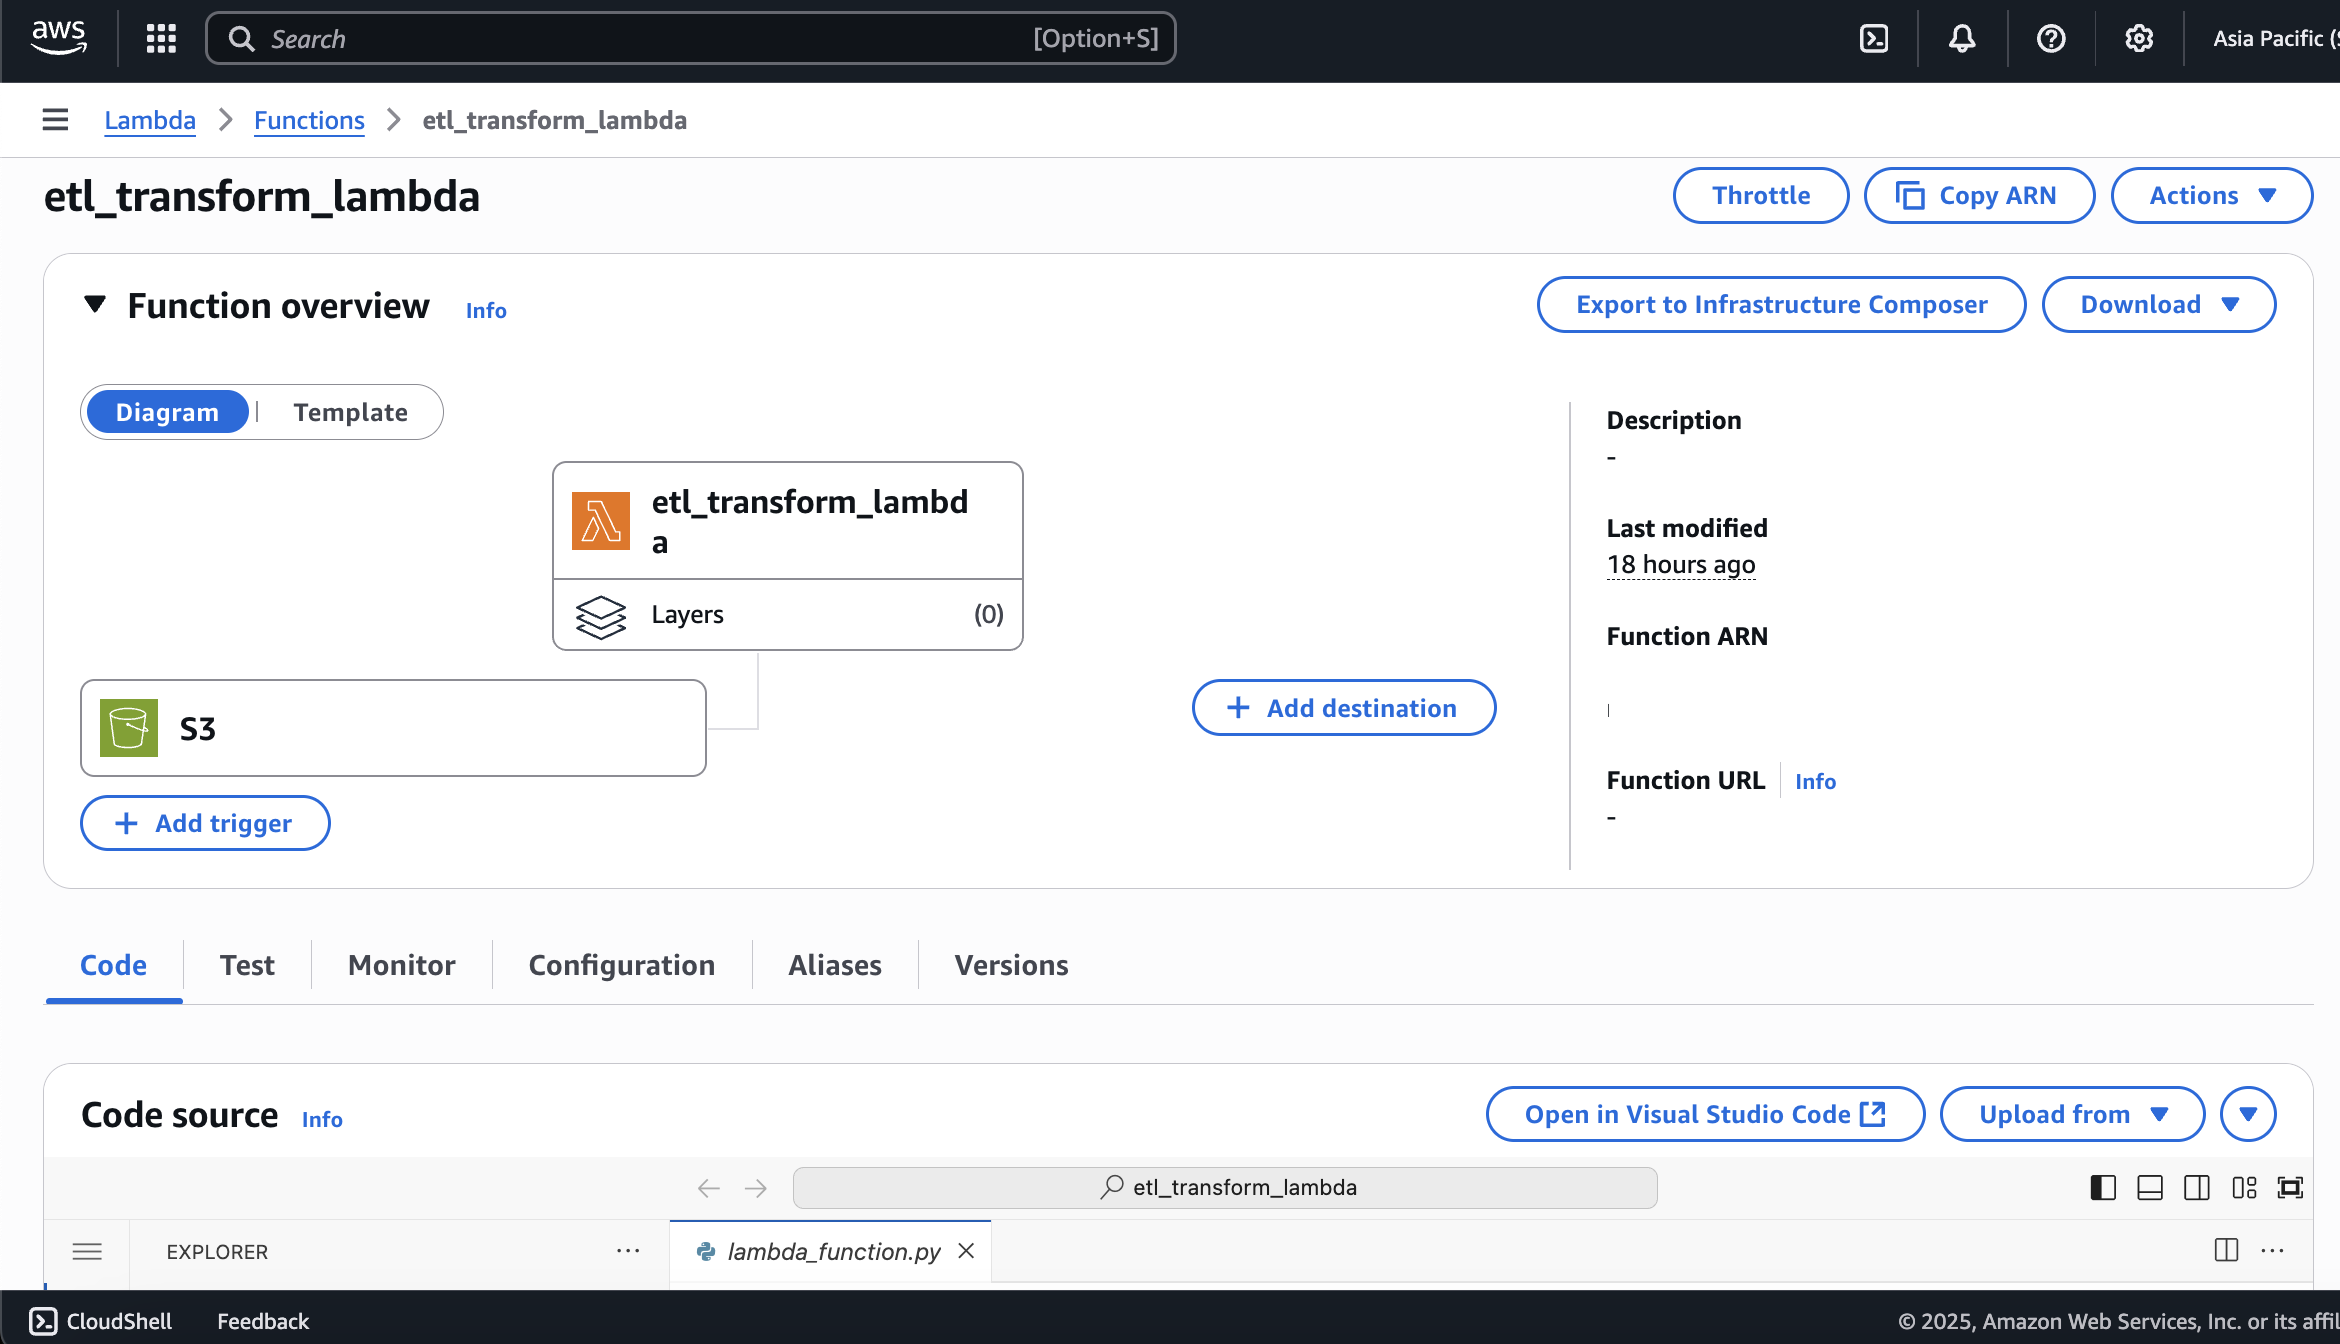 aws
Search [Option+S]
Asia Pacific (S
Lambda Functions etl_transform_lambda
etl_transform_lambda
Throttle Copy ARN Actions
Function overview Info
Export to Infrastructure Composer Download
Diagram | Template
etl_transform_lambd
a
Layers (0)
S3
Add trigger
Add destination
Description
-
Last modified
18 hours ago
Function ARN
Function URL Info
-
Code Test Monitor Configuration Aliases Versions
Code source Info
Open in Visual Studio Code Upload from
etl_transform_lambda
EXPLORER ···
lambda_function.py
CloudShell Feedback
© 2025, Amazon Web Services, Inc. or its affil